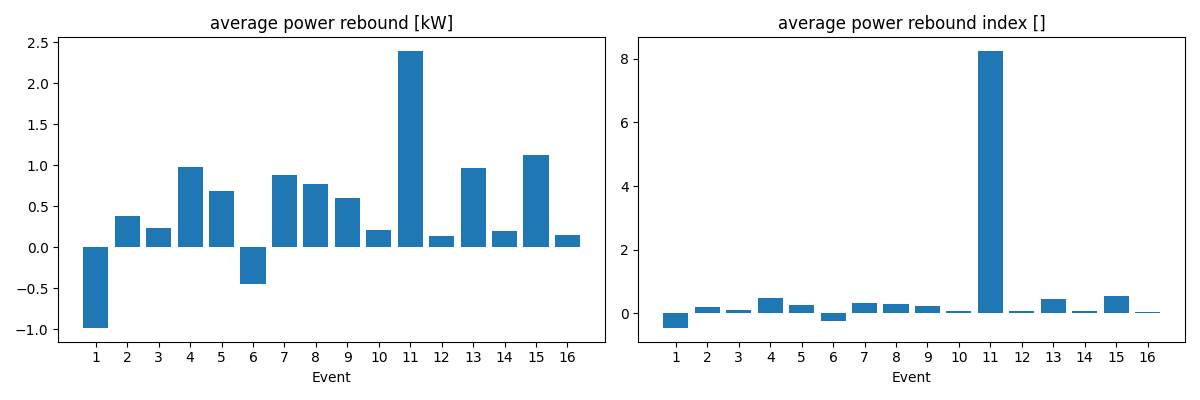 average power rebound [kW]
2.5
2.0
1.5
1.0
0.5
0.0
−0.5
−1.0
1 2 3 4 5 6 7 8 9 10 11 12 13 14 15 16
Event
average power rebound index []
8
6
4
2
0
1 2 3 4 5 6 7 8 9 10 11 12 13 14 15 16
Event